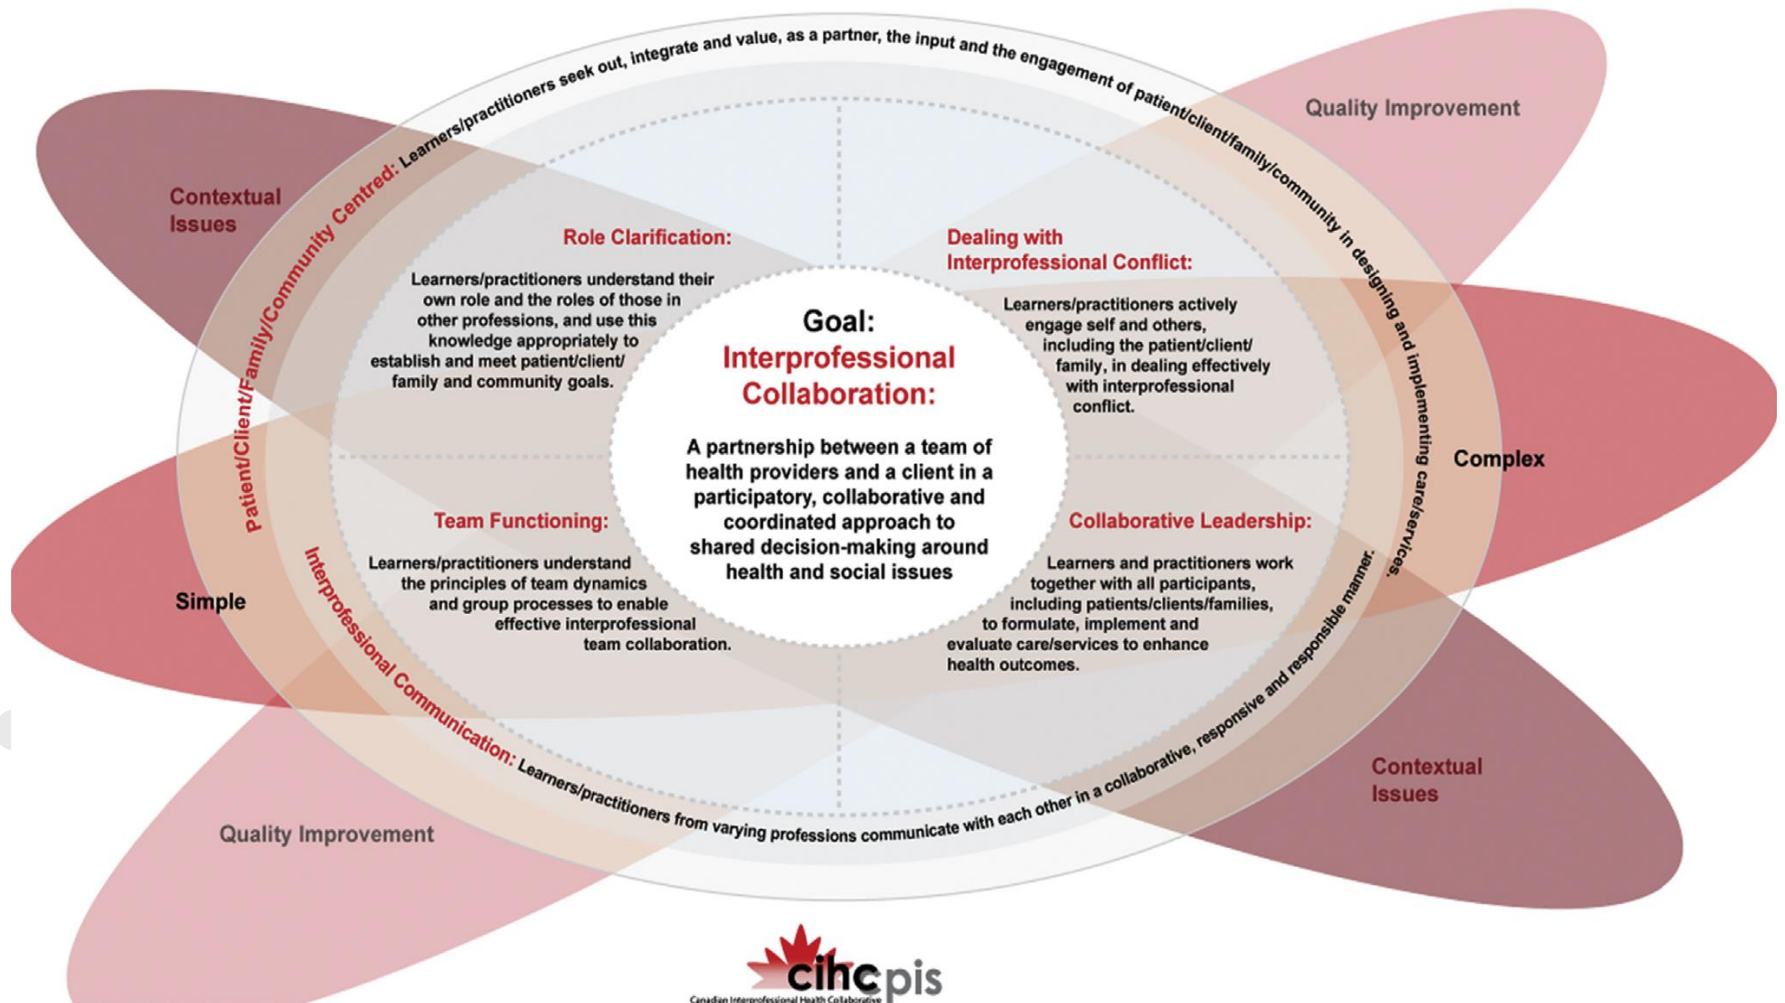 Patient/Client/Family/Community Centred: Learners/practitioners seek out, integrate and value, as a partner, the input and the engagement of patient/client/family/community in designing and implementing care/services.
Quality Improvement
Contextual
Issues
Role Clarification:
Learners/practitioners understand their
own role and the roles of those in
other professions, and use this
knowledge appropriately to
establish and meet patient/client/
family and community goals.
Dealing with
Interprofessional Conflict:
Learners/practitioners actively
engage self and others,
including the patient/client/
family, in dealing effectively
with interprofessional
conflict.
Goal:
Interprofessional
Collaboration:
A partnership between a team of
health providers and a client in a
participatory, collaborative and
coordinated approach to
shared decision-making around
health and social issues
Complex
Simple
Team Functioning:
Learners/practitioners understand
the principles of team dynamics
and group processes to enable
effective interprofessional
team collaboration.
Collaborative Leadership:
Learners and practitioners work
together with all participants,
including patients/clients/families,
to formulate, implement and
evaluate care/services to enhance
health outcomes.
Interprofessional Communication: Learners/practitioners from varying professions communicate with each other in a collaborative, responsive and responsible manner.
Contextual
Issues
Quality Improvement
cihcpis
Canadian Interprofessional Health Collaborative